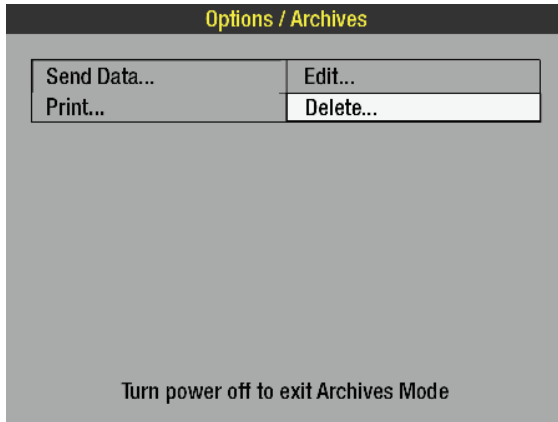 Options / Archives
Send Data...
Edit...
Print...
Delete...
Turn power off to exit Archives Mode